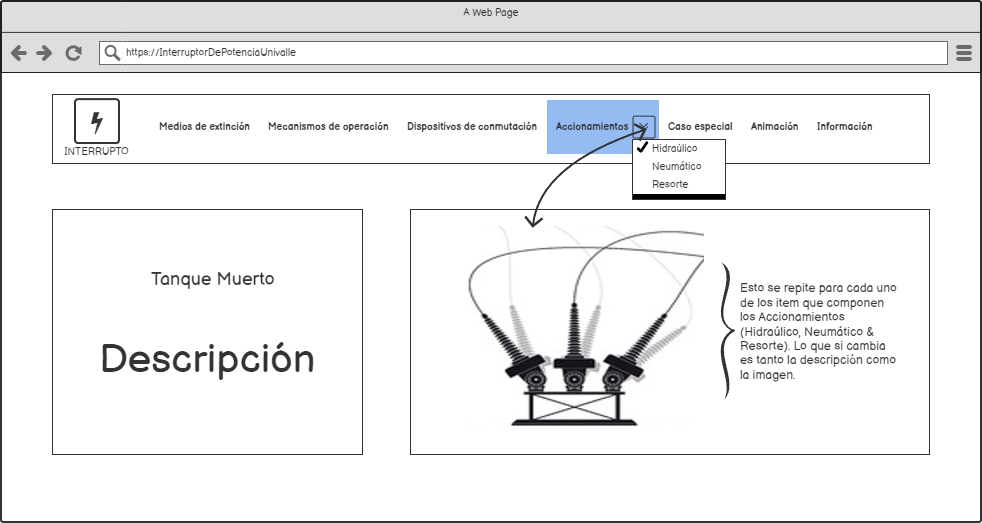 A Web Page
https://InterruptorDePotenciaUnivalle
INTERRUPTO
Medios de extinción
Mecanismos de operación
Dispositivos de conmutación
Accionamientos
Caso especial
Animación
Información
Hidraúlico
Neumático
Resorte
Tanque Muerto
Descripción
Esto se repite para cada uno
de los item que componen
los Accionamientos
(Hidraúlico, Neumático &
Resorte). Lo que si cambia
es tanto la descripción como
la imagen.